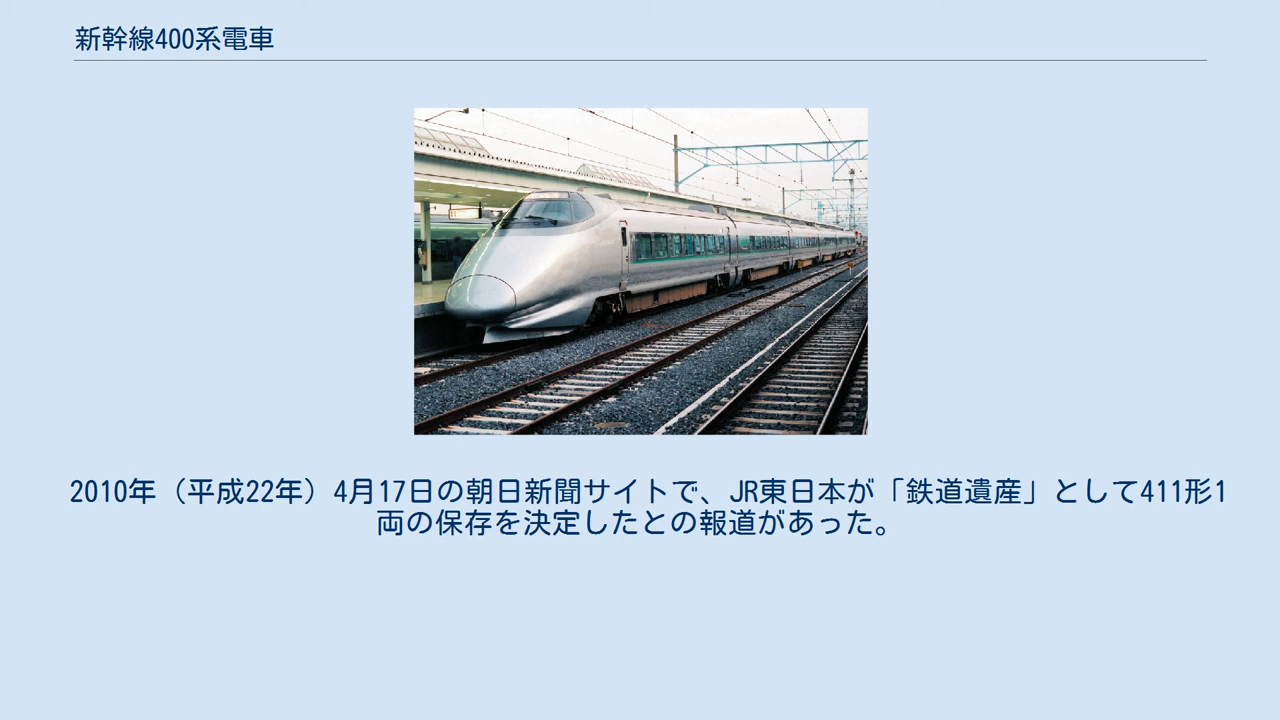 新幹線400系電車
2010年（平成22年）4月17日の朝日新聞サイトで、JR東日本が「鉄道遺産」として411形1
両の保存を決定したとの報道があった。